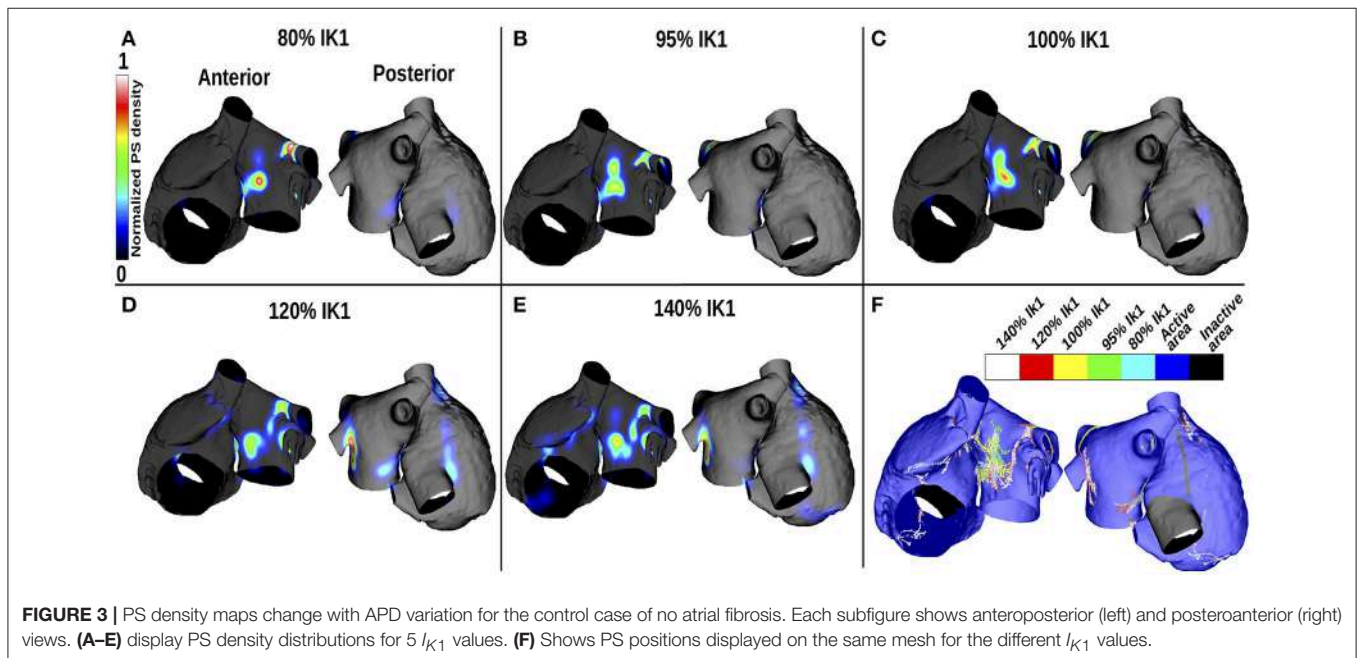 A
80% IK1
1
Normalized PS density
0
Anterior
Posterior
B
95% IK1
C
100% IK1
D
120% IK1
E
140% IK1
F
140% IK1
120% IK1
100% IK1
95% IK1
80% IK1
Active area
Inactive area
FIGURE 3 | PS density maps change with APD variation for the control case of no atrial fibrosis. Each subfigure shows anteroposterior (left) and posteroanterior (right)
views. (A–E) display PS density distributions for 5 IK1 values. (F) Shows PS positions displayed on the same mesh for the different IK1 values.